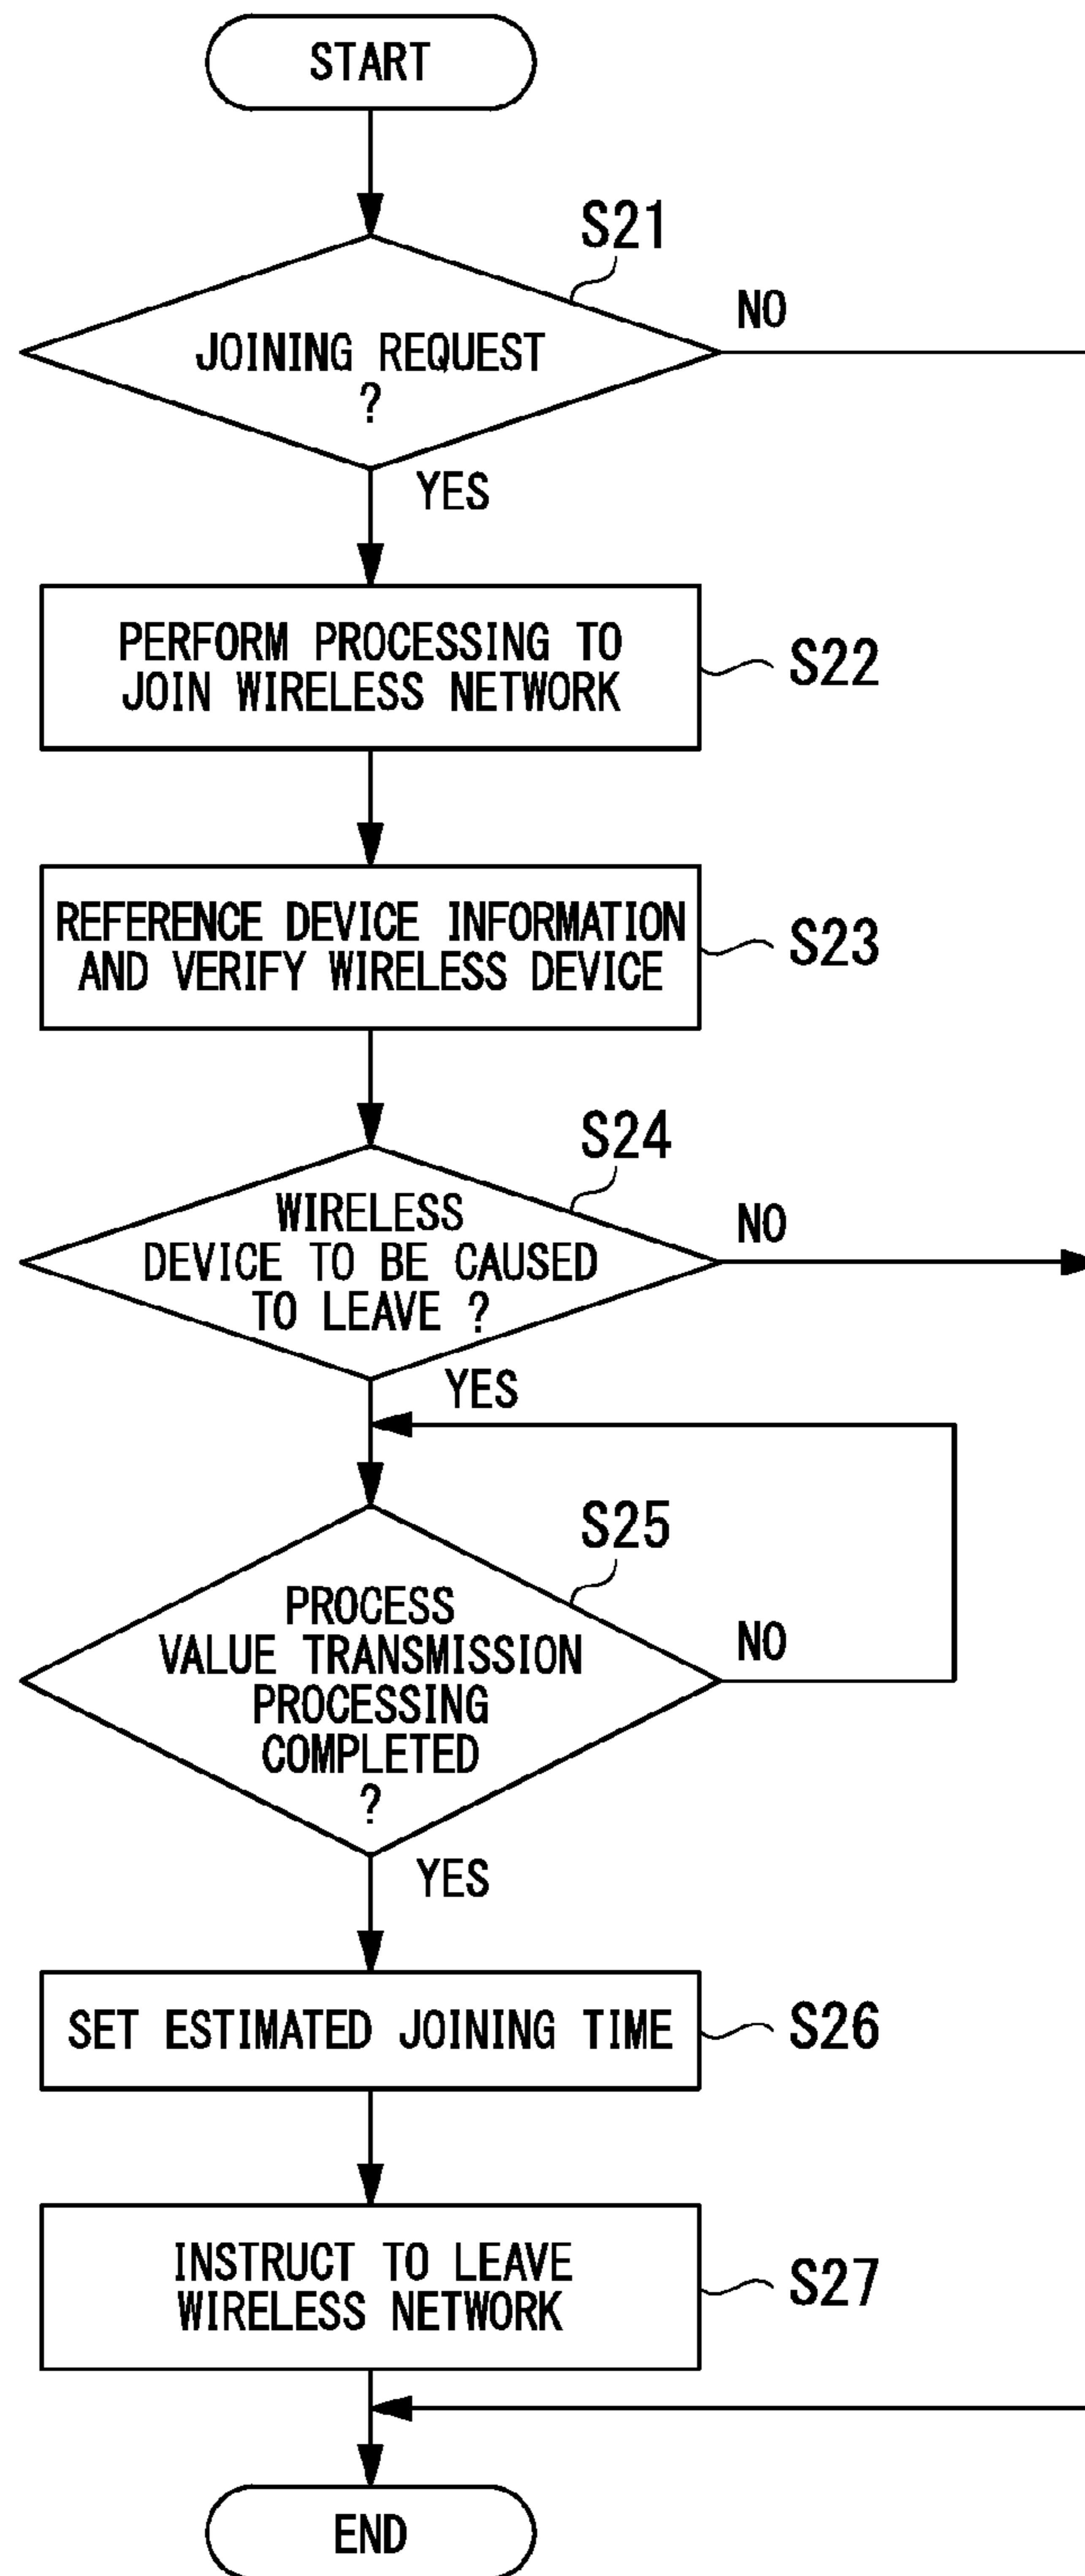 START
S21
NO
JOINING REQUEST
?
YES
PERFORM PROCESSING TO
JOIN WIRELESS NETWORK
S22
REFERENCE DEVICE INFORMATION
AND VERIFY WIRELESS DEVICE
S23
S24
WIRELESS
DEVICE TO BE CAUSED
TO LEAVE ?
NO
YES
S25
PROCESS
VALUE TRANSMISSION
PROCESSING
COMPLETED
?
NO
YES
SET ESTIMATED JOINING TIME
S26
INSTRUCT TO LEAVE
WIRELESS NETWORK
S27
END